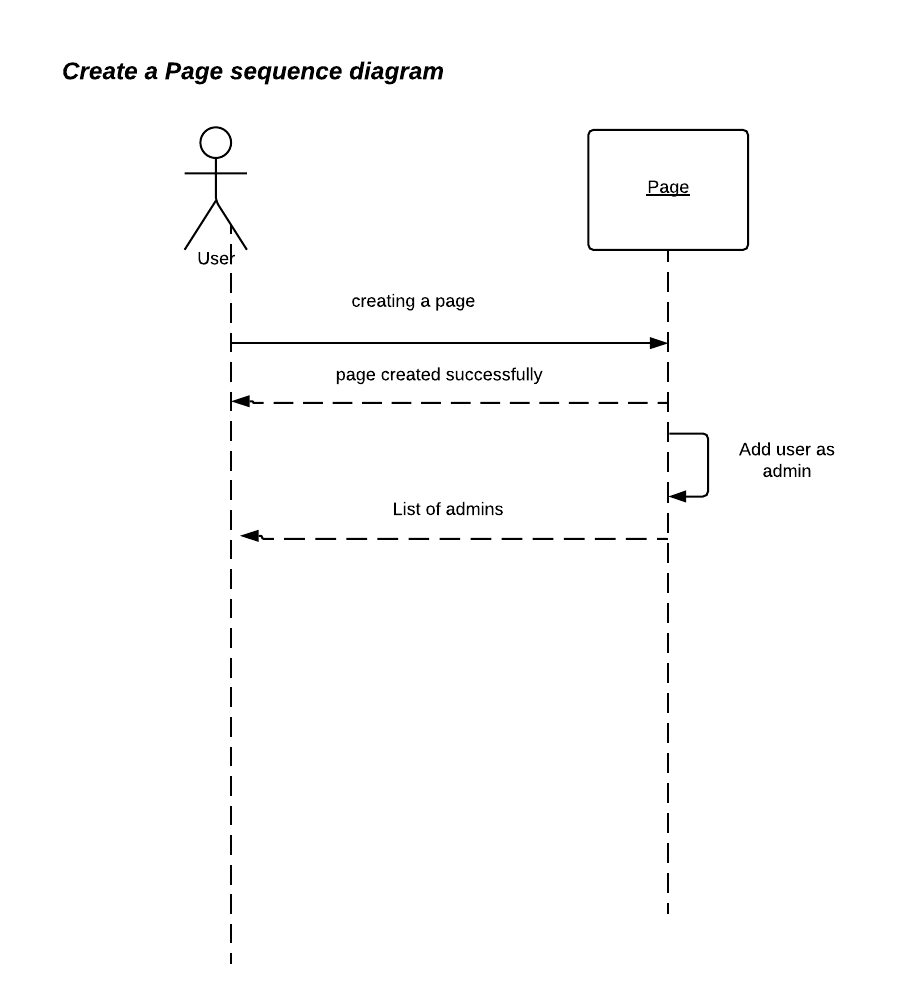 Create a Page sequence diagram
Page
User
creating a page
page created successfully
Add user as
admin
List of admins